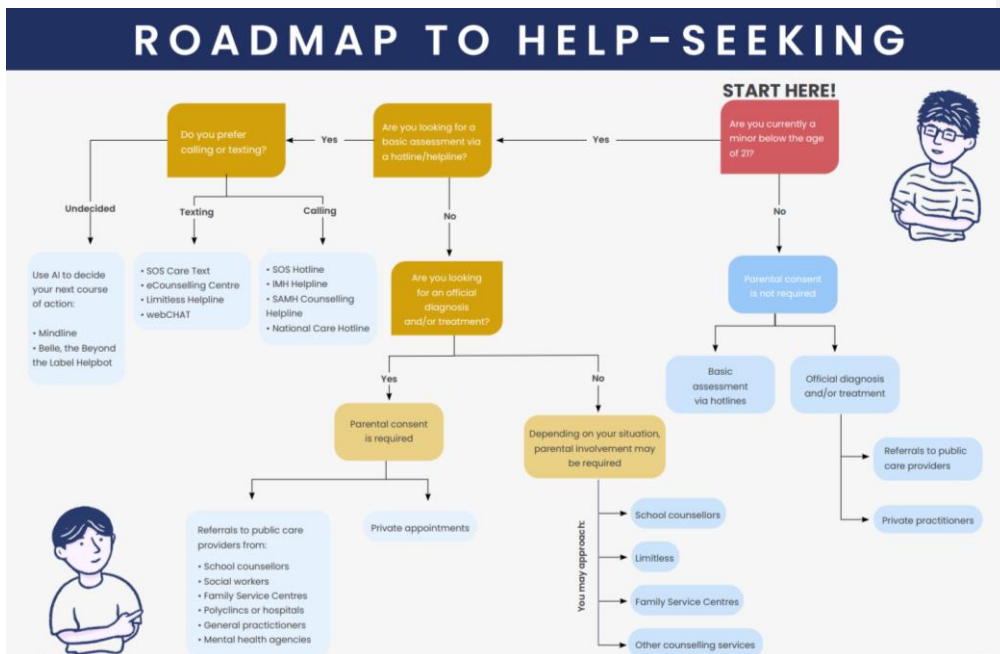 ROADMAP TO HELP-SEEKING
START HERE!
Are you currently a
minor below the age
of 21?
Yes
No
Are you looking for a
basic assessment via
a hotline/helpline?
Yes
No
Do you prefer
calling or texting?
Undecided
Texting
Calling
Use AI to decide
your next course
of action:
• Mindline
• Belle, the Beyond
the Label Helpbot
• SOS Care Text
• eCounselling Centre
• Limitless Helpline
• webCHAT
• SOS Hotline
• IMH Helpline
• SAMH Counselling
Helpline
• National Care Hotline
Are you looking
for an official
diagnosis
and/or treatment?
Yes
No
Parental consent
is required
Referrals to public care
providers from:
• School counsellors
• Social workers
• Family Service Centres
• Polyclincs or hospitals
• General practictioners
• Mental health agencies
Private appointments
Depending on your situation,
parental involvement may
be required
You may approach:
School counsellors
Limitless
Family Service Centres
Other counselling services
Parental consent
is not required
Basic
assessment
via hotlines
Official diagnosis
and/or treatment
Referrals to public
care providers
Private practitioners